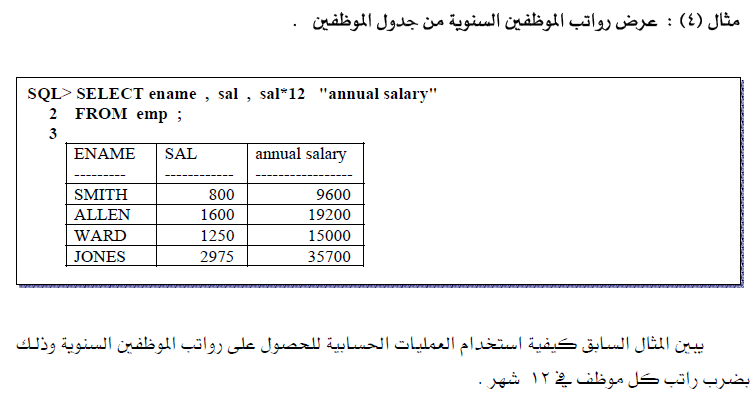 مثال (٤) : عرض رواتب الموظفين السنوية من جدول الموظفين .
SQL> SELECT ename , sal , sal*12 "annual salary"
2 FROM emp ;
3
ENAME SAL annual salary
--------- ------------ -----------------
SMITH 800 9600
ALLEN 1600 19200
WARD 1250 15000
JONES 2975 35700
يبين المثال السابق كيفية استخدام العمليات الحسابية للحصول على رواتب الموظفين السنوية وذلك
بضرب راتب كل موظف في ١٢ شهر .